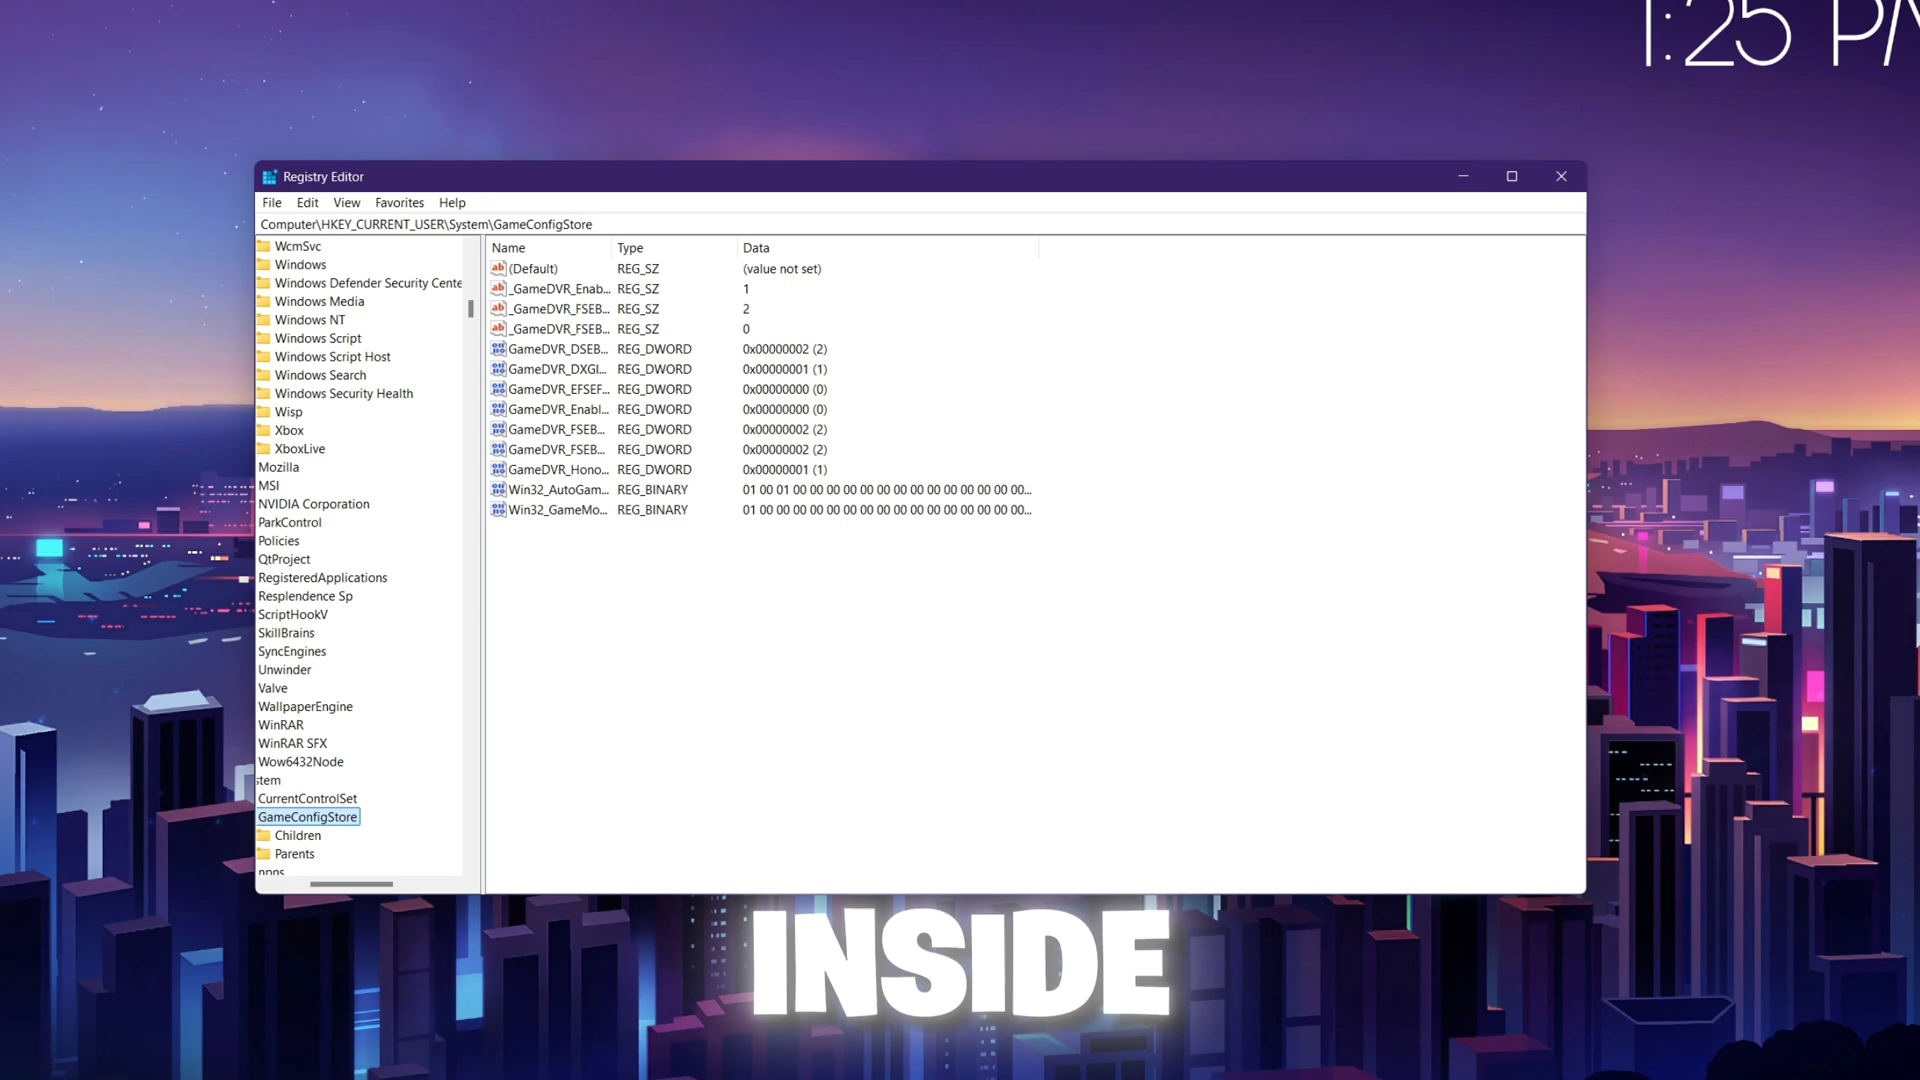 1:25 PM
Registry Editor
File Edit View Favorites Help
Computer\HKEY_CURRENT_USER\System\GameConfigStore
WcmSvc
Windows
Windows Defender Security Cente
Windows Media
Windows NT
Windows Script
Windows Script Host
Windows Search
Windows Security Health
Wisp
Xbox
XboxLive
Mozilla
MSI
NVIDIA Corporation
ParkControl
Policies
QtProject
RegisteredApplications
Resplendence Sp
ScriptHookV
SkillBrains
SyncEngines
Unwinder
Valve
WallpaperEngine
WinRAR
WinRAR SFX
Wow6432Node
stem
CurrentControlSet
GameConfigStore
Children
Parents
Name Type Data
(Default) REG_SZ (value not set)
_GameDVR_Enab... REG_SZ 1
_GameDVR_FSEB... REG_SZ 2
_GameDVR_FSEB... REG_SZ 0
GameDVR_DSEB... REG_DWORD 0x00000002 (2)
GameDVR_DXGI... REG_DWORD 0x00000001 (1)
GameDVR_EFSEF... REG_DWORD 0x00000000 (0)
GameDVR_Enabl... REG_DWORD 0x00000000 (0)
GameDVR_FSEB... REG_DWORD 0x00000002 (2)
GameDVR_FSEB... REG_DWORD 0x00000002 (2)
GameDVR_Hono... REG_DWORD 0x00000001 (1)
Win32_AutoGam... REG_BINARY 01 00 01 00 00 00 00 00 00 00 00 00 00 00 00 00 00...
Win32_GameMo... REG_BINARY 01 00 00 00 00 00 00 00 00 00 00 00 00 00 00 00 00...
INSIDE